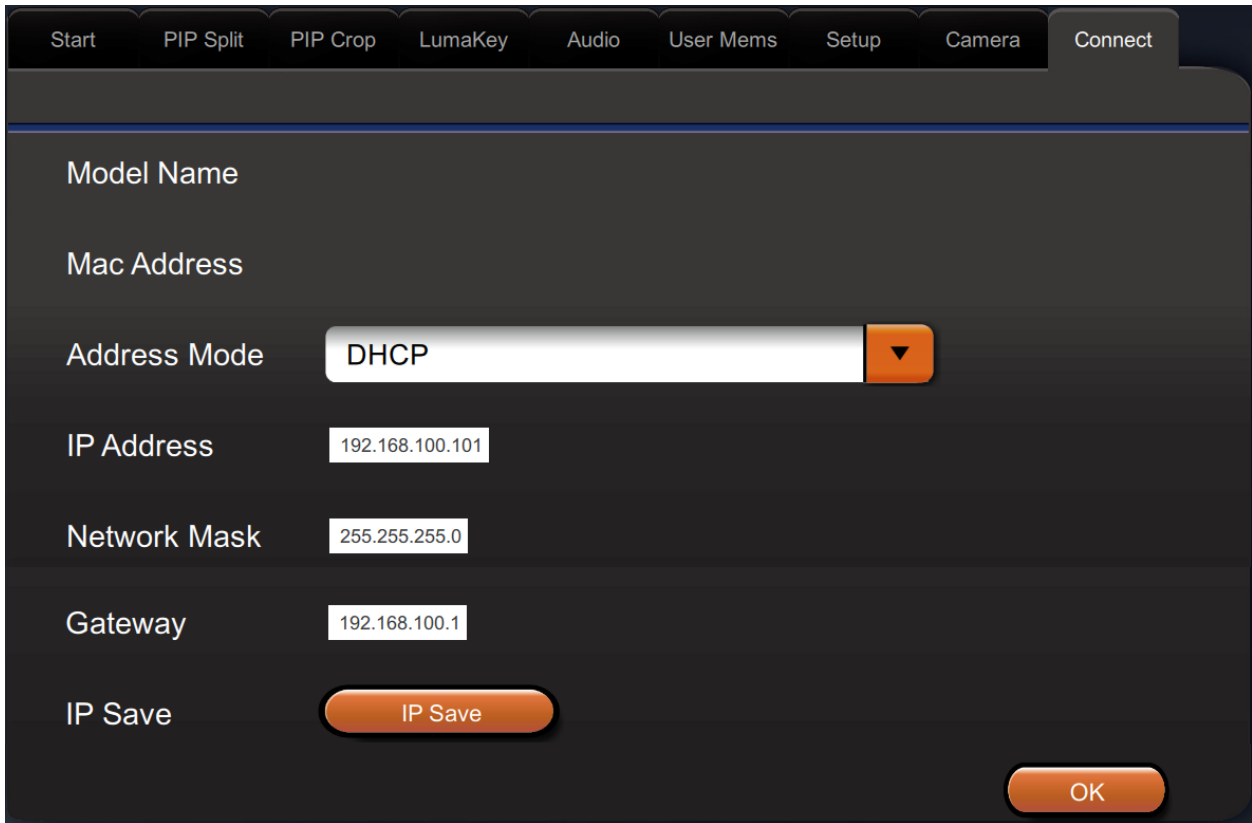 Start PIP Split PIP Crop LumaKey Audio User Mems Setup Camera Connect
Model Name
Mac Address
Address Mode DHCP
IP Address 192.168.100.101
Network Mask 255.255.255.0
Gateway 192.168.100.1
IP Save IP Save
OK